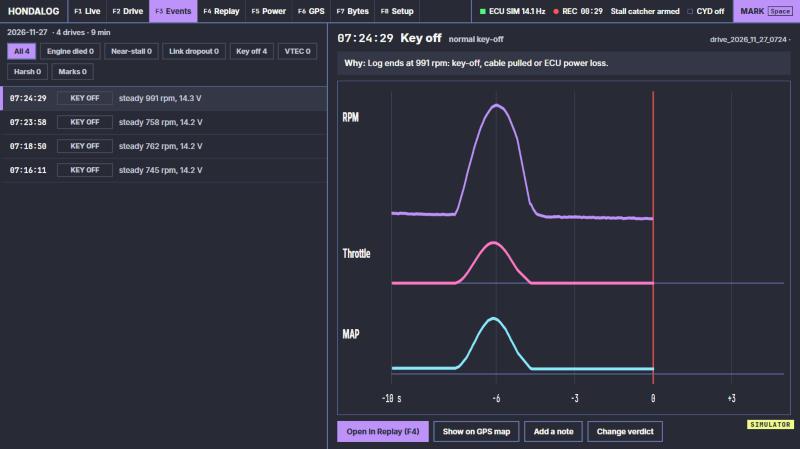 HONDALOG F1 Live F2 Drive F3 Events F4 Replay F5 Power F6 GPS F7 Bytes F8 Setup ECU SIM 14.1 Hz REC 00:29 Stall catcher armed CYD off MARK Space
2026-11-27 · 4 drives · 9 min
All 4 Engine died 0 Near-stall 0 Link dropout 0 Key off 4 VTEC 0
Harsh 0 Marks 0
07:24:29 KEY OFF steady 991 rpm, 14.3 V
07:23:58 KEY OFF steady 758 rpm, 14.2 V
07:18:50 KEY OFF steady 762 rpm, 14.2 V
07:16:11 KEY OFF steady 745 rpm, 14.2 V
07:24:29 Key off normal key-off drive_2026_11_27_0724 ·
Why: Log ends at 991 rpm: key-off, cable pulled or ECU power loss.
RPM
Throttle
MAP
-10 s -6 -3 0 +3
SIMULATOR
Open in Replay (F4) Show on GPS map Add a note Change verdict